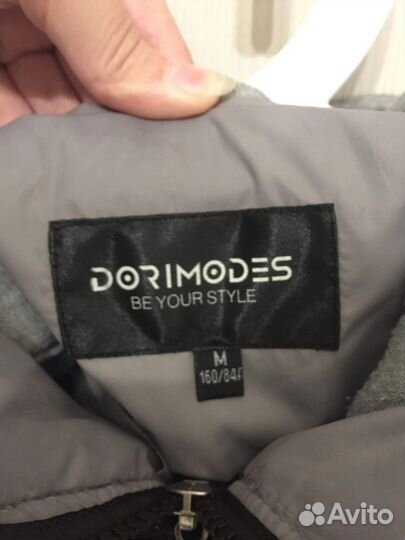 DORIMODES
BE YOUR STYLE
M
160/84A
Avito